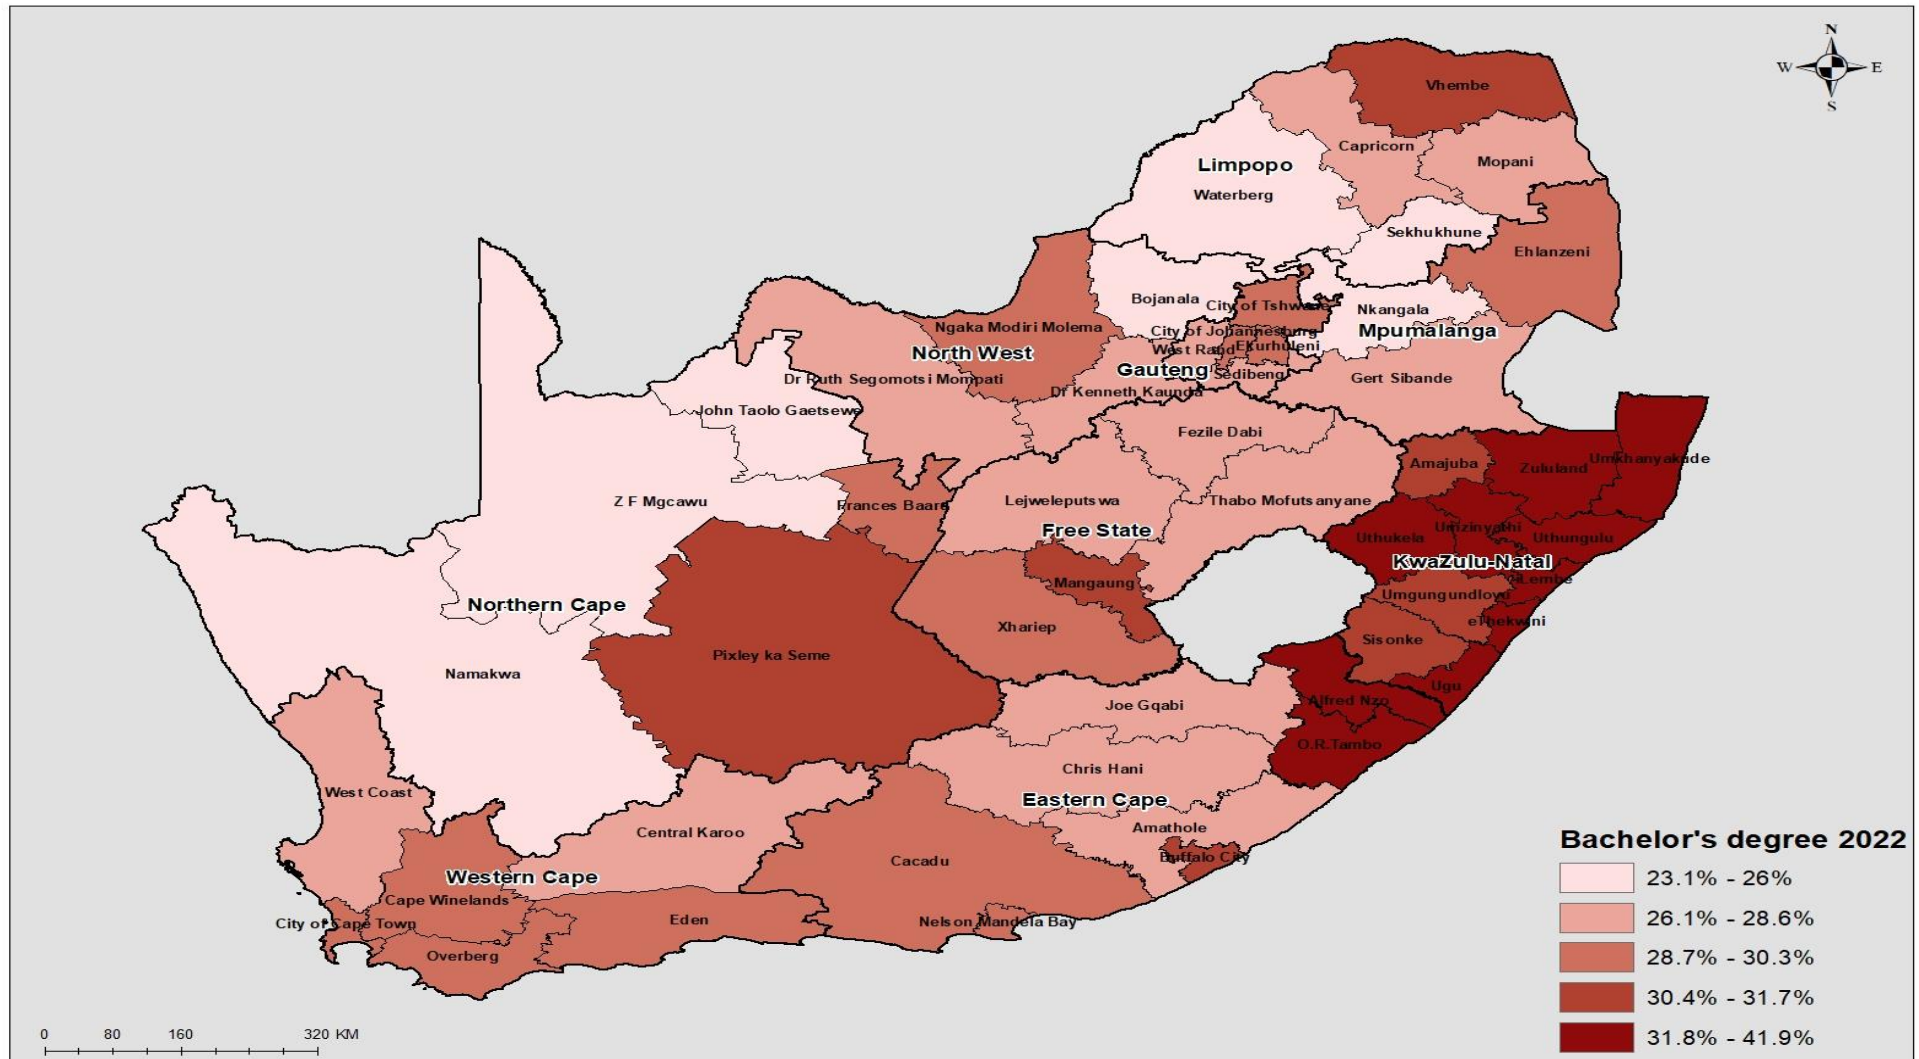 N
W E
S
Vhembe
Capricorn
Mopani
Limpopo
Waterberg
Sekhukhune
Ehlanzeni
Bojanala
City of Tshwane
Nkangala
Ngaka Modiri Molema
City of Johannesburg
Mpumalanga
North West
West Rand
Ekurhuleni
Gauteng
Sedibeng
Gert Sibande
Dr Ruth Segomotsi Mompati
Dr Kenneth Kaunda
John Taolo Gaetsewe
Fezile Dabi
Amajuba
Zululand
Umkhanyakude
Z F Mgcawu
Frances Baard
Lejweleputswa
Thabo Mofutsanyane
Free State
Umzinyathi
Uthukela
Uthungulu
KwaZulu-Natal
iLembe
Mangaung
Umgungundlovu
Northern Cape
Xhariep
eThekwini
Sisonke
Pixley ka Seme
Namakwa
Ugu
Alfred Nzo
Joe Gqabi
O.R.Tambo
Chris Hani
West Coast
Eastern Cape
Central Karoo
Amathole
Buffalo City
Cacadu
Western Cape
Cape Winelands
City of Cape Town
Eden
Nelson Mandela Bay
Overberg
Bachelor's degree 2022
23.1% - 26%
26.1% - 28.6%
28.7% - 30.3%
30.4% - 31.7%
31.8% - 41.9%
0 80 160 320 KM